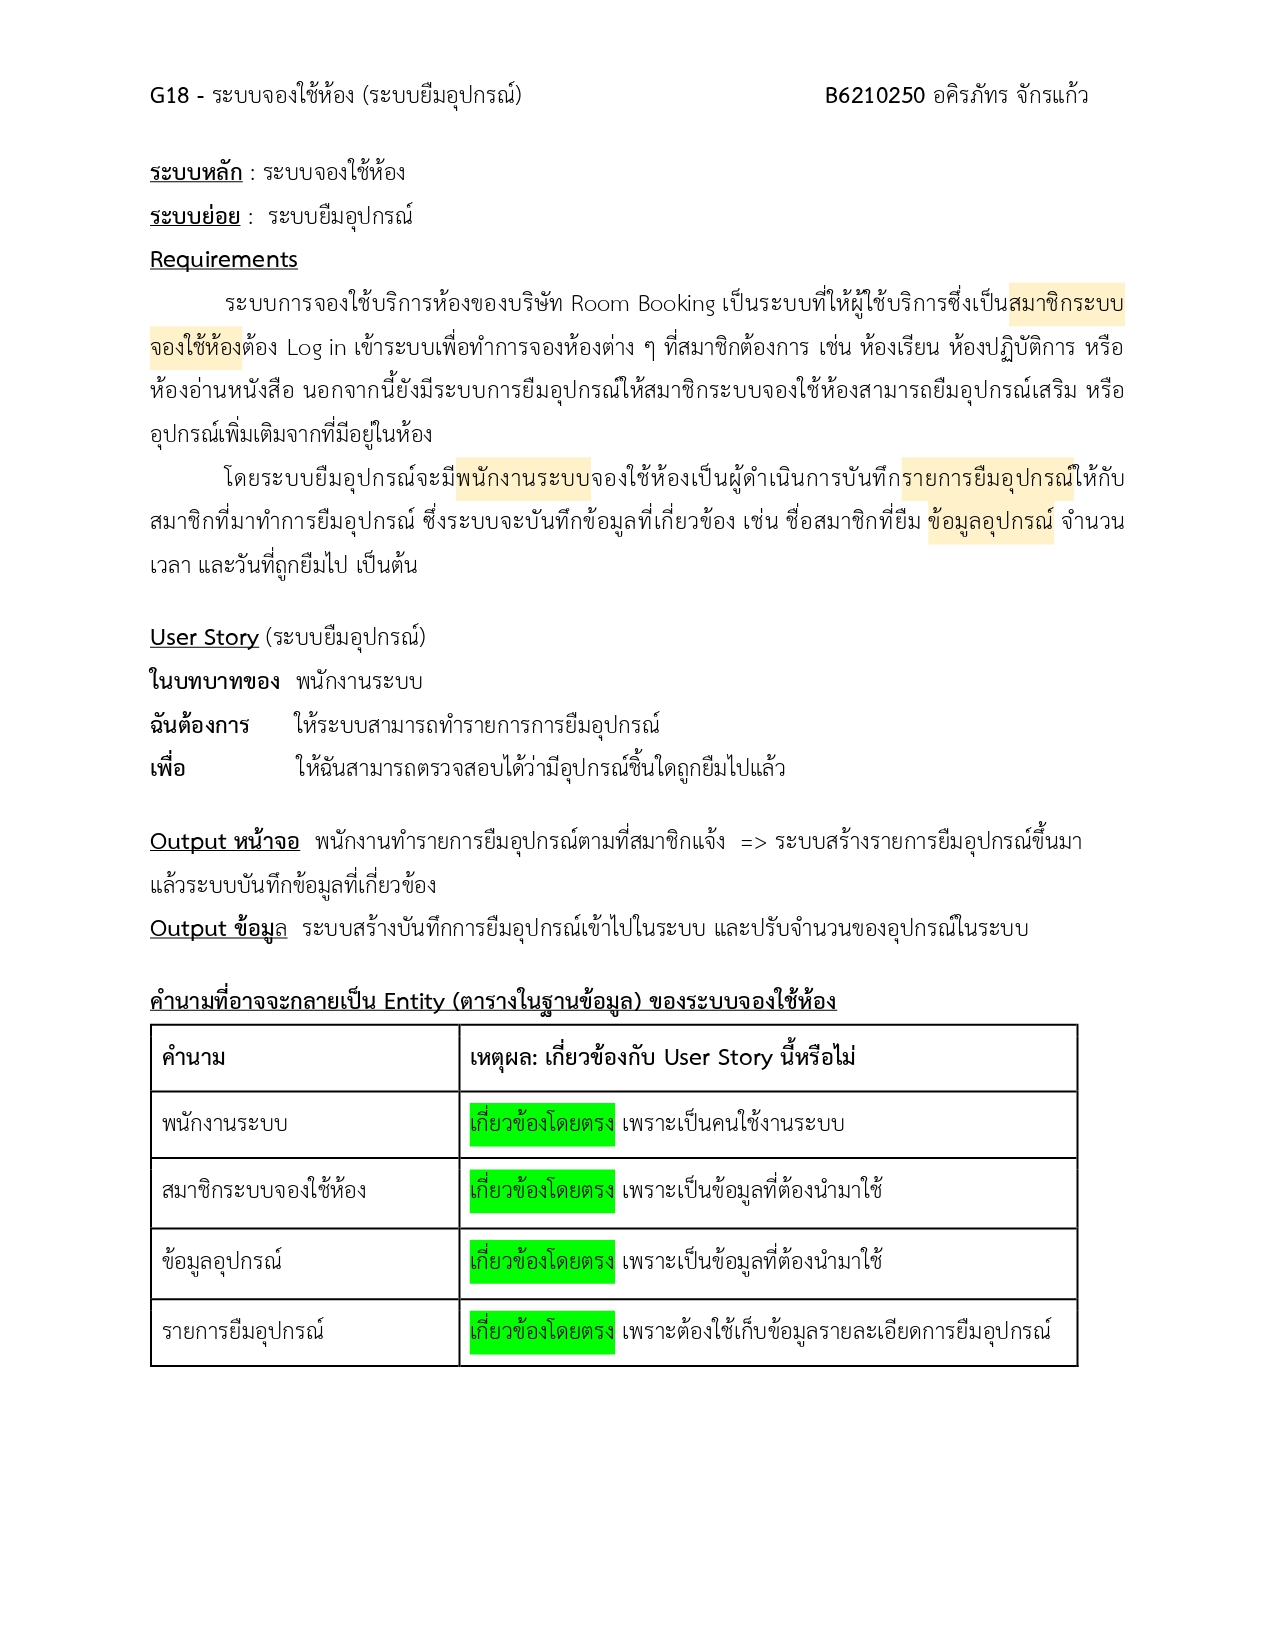 G18 - ระบบจองใช้ห้อง (ระบบยืมอุปกรณ์) B6210250 อคิรภัทร จักรแก้ว
ระบบหลัก : ระบบจองใช้ห้อง
ระบบย่อย : ระบบยืมอุปกรณ์
Requirements
ระบบการจองใช้บริการห้องของบริษัท Room Booking เป็นระบบที่ให้ผู้ใช้บริการซึ่งเป็นสมาชิกระบบ
จองใช้ห้องต้อง Log in เข้าระบบเพื่อทำการจองห้องต่าง ๆ ที่สมาชิกต้องการ เช่น ห้องเรียน ห้องปฏิบัติการ หรือ
ห้องอ่านหนังสือ นอกจากนี้ยังมีระบบการยืมอุปกรณ์ให้สมาชิกระบบจองใช้ห้องสามารถยืมอุปกรณ์เสริม หรือ
อุปกรณ์เพิ่มเติมจากที่มีอยู่ในห้อง
โดยระบบยืมอุปกรณ์จะมีพนักงานระบบจองใช้ห้องเป็นผู้ดำเนินการบันทึกรายการยืมอุปกรณ์ให้กับ
สมาชิกที่มาทำการยืมอุปกรณ์ ซึ่งระบบจะบันทึกข้อมูลที่เกี่ยวข้อง เช่น ชื่อสมาชิกที่ยืม ข้อมูลอุปกรณ์ จำนวน
เวลา และวันที่ถูกยืมไป เป็นต้น
User Story (ระบบยืมอุปกรณ์)
ในบทบาทของ พนักงานระบบ
ฉันต้องการ ให้ระบบสามารถทำรายการการยืมอุปกรณ์
เพื่อ ให้ฉันสามารถตรวจสอบได้ว่ามีอุปกรณ์ชิ้นใดถูกยืมไปแล้ว
Output หน้าจอ พนักงานทำรายการยืมอุปกรณ์ตามที่สมาชิกแจ้ง => ระบบสร้างรายการยืมอุปกรณ์ขึ้นมา
แล้วระบบบันทึกข้อมูลที่เกี่ยวข้อง
Output ข้อมูล ระบบสร้างบันทึกการยืมอุปกรณ์เข้าไปในระบบ และปรับจำนวนของอุปกรณ์ในระบบ
คำนามที่อาจจะกลายเป็น Entity (ตารางในฐานข้อมูล) ของระบบจองใช้ห้อง
คำนาม เหตุผล: เกี่ยวข้องกับ User Story นี้หรือไม่
พนักงานระบบ เกี่ยวข้องโดยตรง เพราะเป็นคนใช้งานระบบ
สมาชิกระบบจองใช้ห้อง เกี่ยวข้องโดยตรง เพราะเป็นข้อมูลที่ต้องนำมาใช้
ข้อมูลอุปกรณ์ เกี่ยวข้องโดยตรง เพราะเป็นข้อมูลที่ต้องนำมาใช้
รายการยืมอุปกรณ์ เกี่ยวข้องโดยตรง เพราะต้องใช้เก็บข้อมูลรายละเอียดการยืมอุปกรณ์